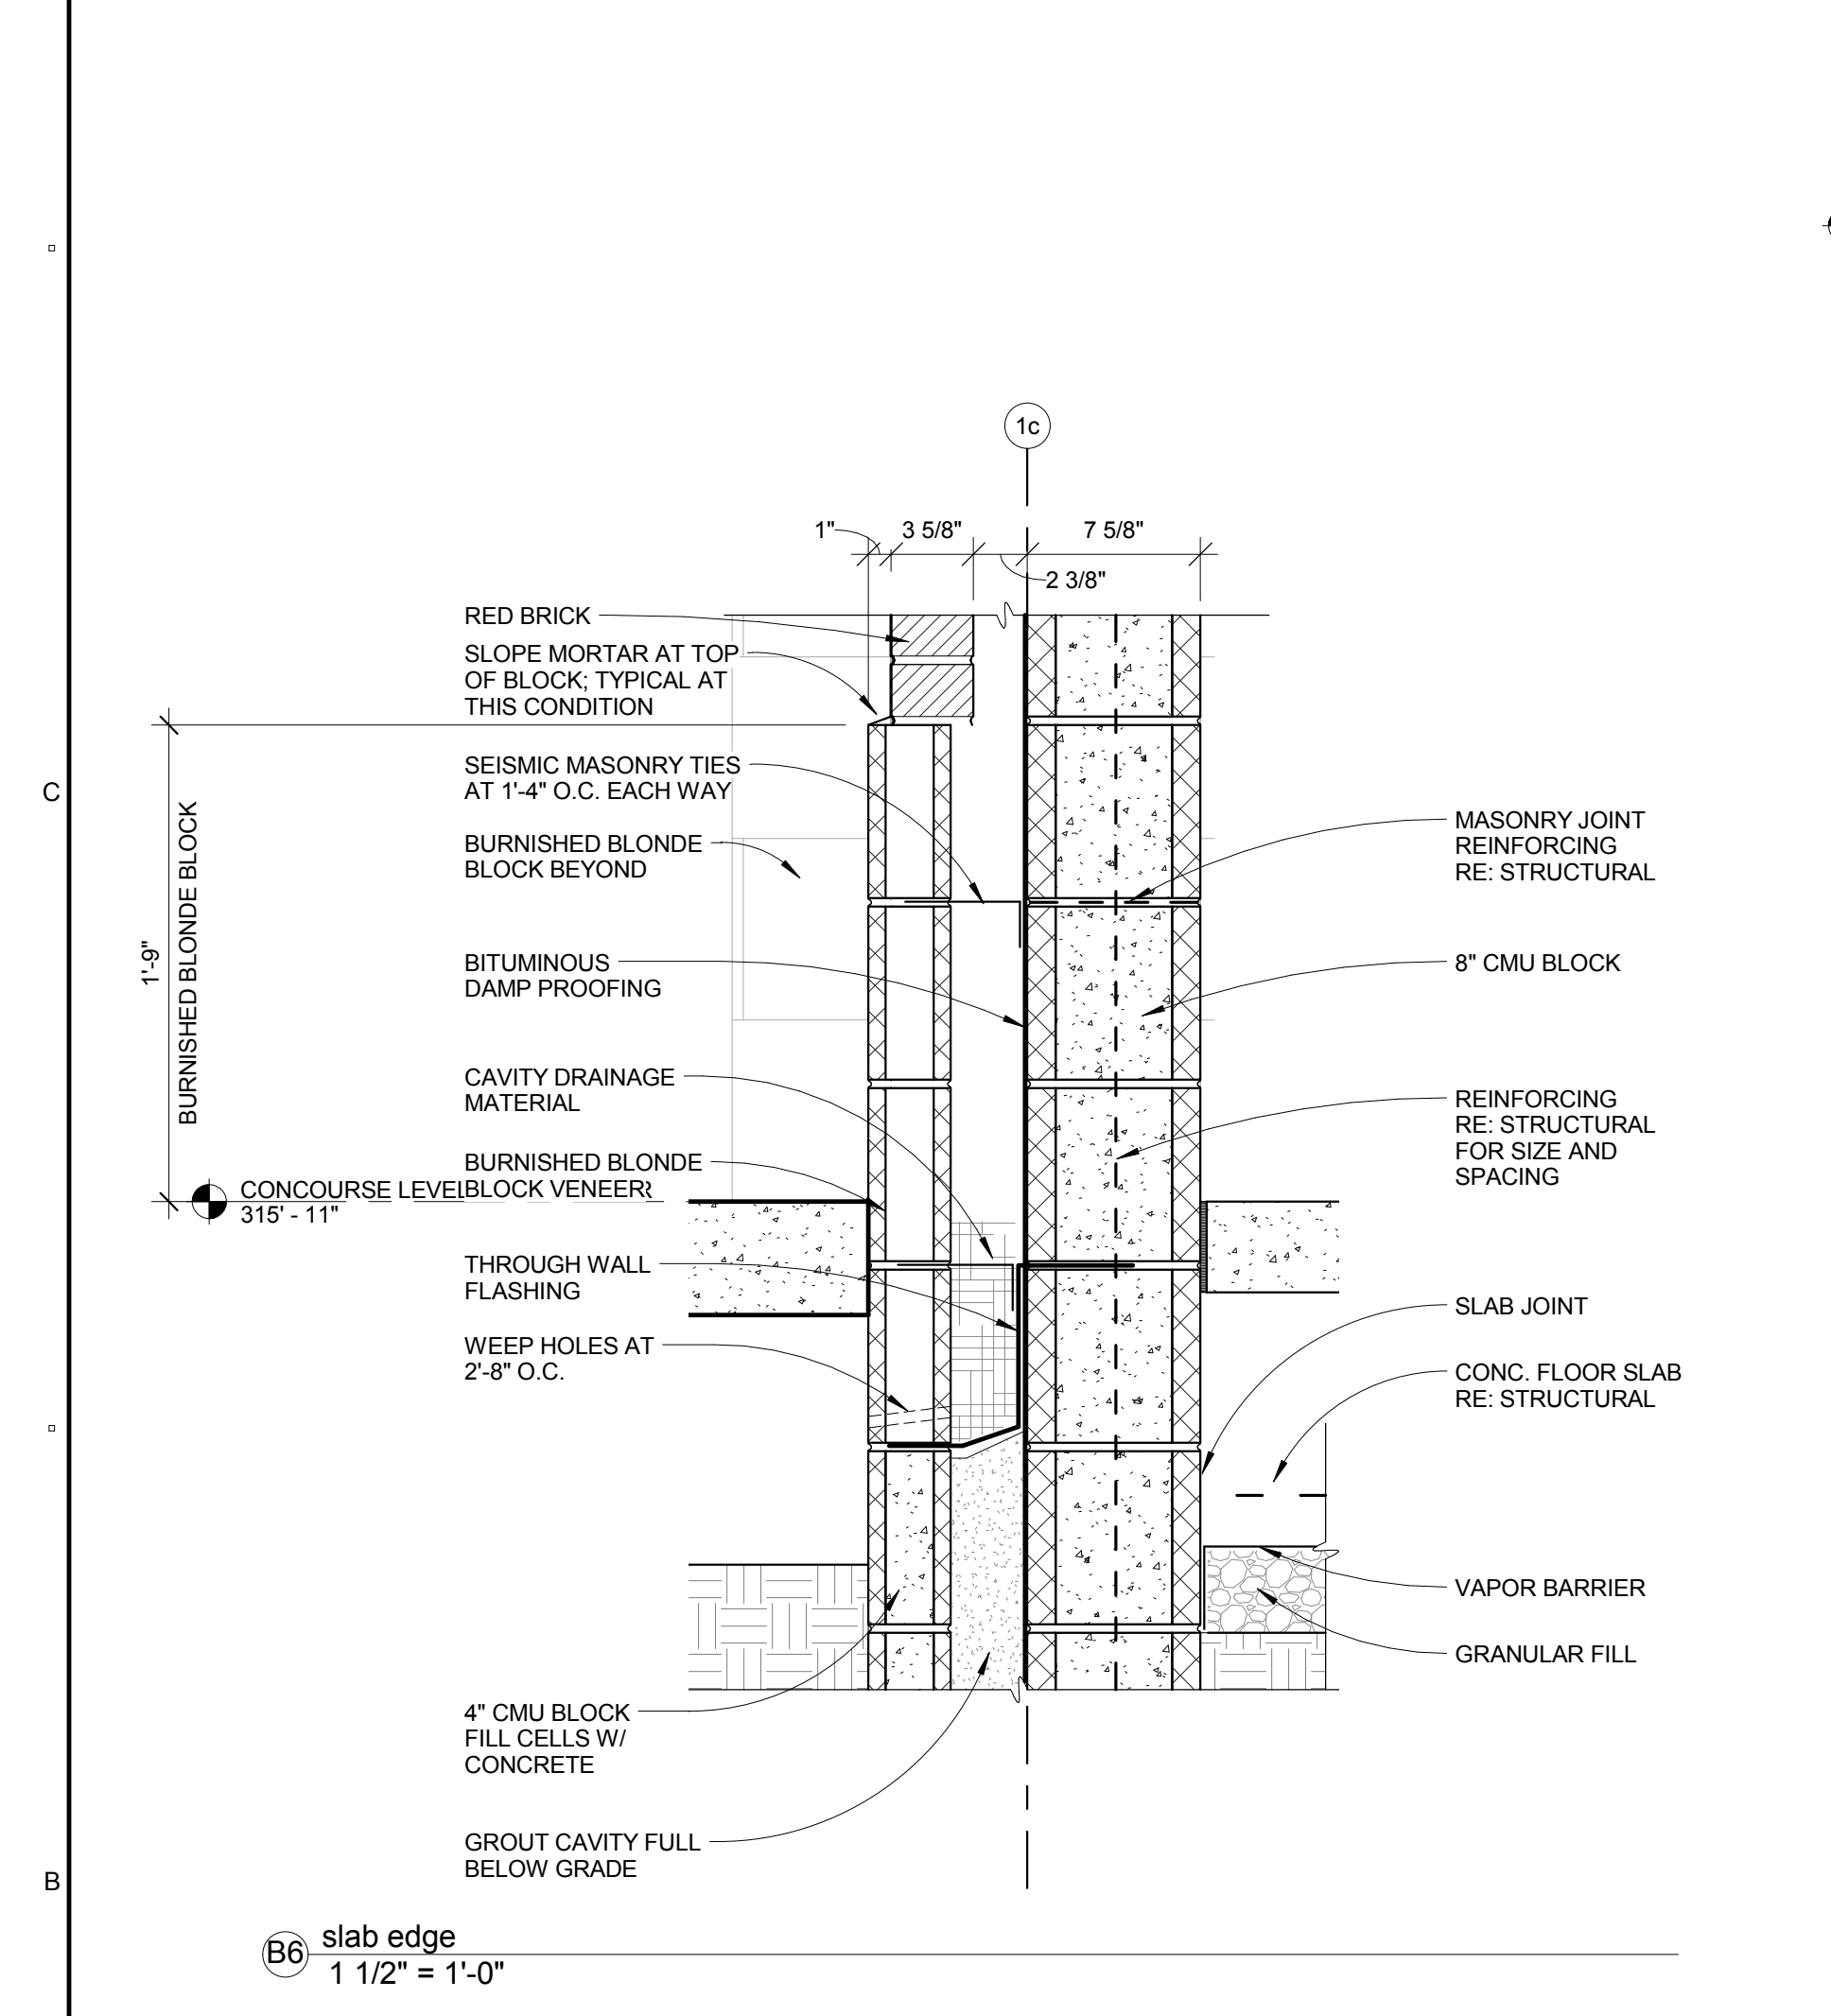 1c
1"
3 5/8"
7 5/8"
2 3/8"
RED BRICK
SLOPE MORTAR AT TOP
OF BLOCK; TYPICAL AT
THIS CONDITION
SEISMIC MASONRY TIES
AT 1'-4" O.C. EACH WAY
BURNISHED BLONDE
BLOCK BEYOND
BITUMINOUS
DAMP PROOFING
CAVITY DRAINAGE
MATERIAL
BURNISHED BLONDE
BLOCK VENEER
THROUGH WALL
FLASHING
WEEP HOLES AT
2'-8" O.C.
4" CMU BLOCK
FILL CELLS W/
CONCRETE
GROUT CAVITY FULL
BELOW GRADE
C
1'-9"
BURNISHED BLONDE BLOCK
CONCOURSE LEVEL
315' - 11"
MASONRY JOINT
REINFORCING
RE: STRUCTURAL
8" CMU BLOCK
REINFORCING
RE: STRUCTURAL
FOR SIZE AND
SPACING
SLAB JOINT
CONC. FLOOR SLAB
RE: STRUCTURAL
VAPOR BARRIER
GRANULAR FILL
B
B6
slab edge
1 1/2" = 1'-0"